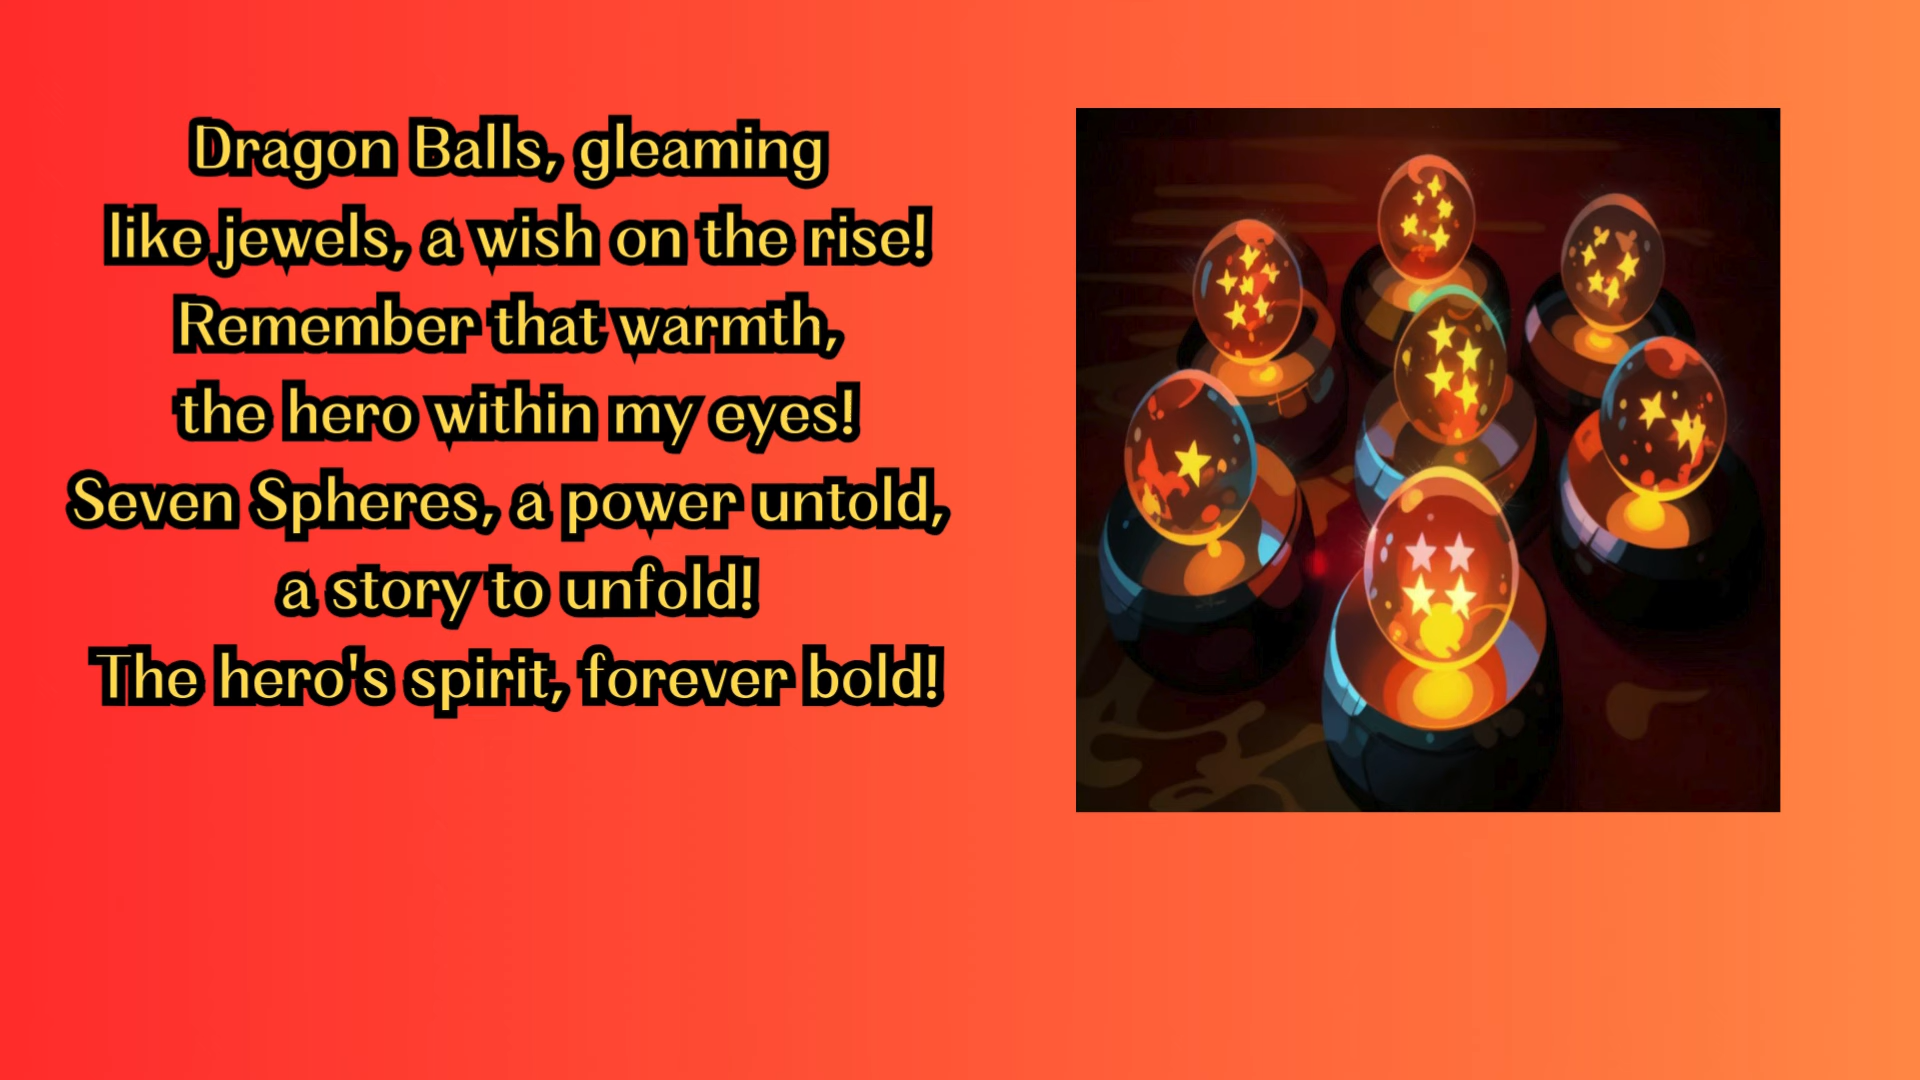 Dragon Balls, gleaming
like jewels, a wish on the rise!
Remember that warmth,
the hero within my eyes!
Seven Spheres, a power untold,
a story to unfold!
The hero's spirit, forever bold!